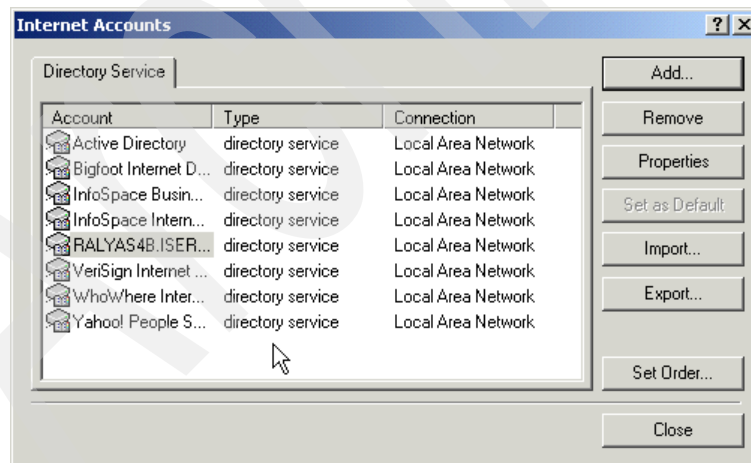 Internet Accounts
Directory Service
Add...
Account Type Connection
Remove
Active Directory directory service Local Area Network
Bigfoot Internet D... directory service Local Area Network
Properties
InfoSpace Busin... directory service Local Area Network
Set as Default
InfoSpace Intern... directory service Local Area Network
RALYAS4B.ISER... directory service Local Area Network
Import...
VeriSign Internet ... directory service Local Area Network
WhoWhere Inter... directory service Local Area Network
Export...
Yahoo! People S... directory service Local Area Network
Set Order...
Close